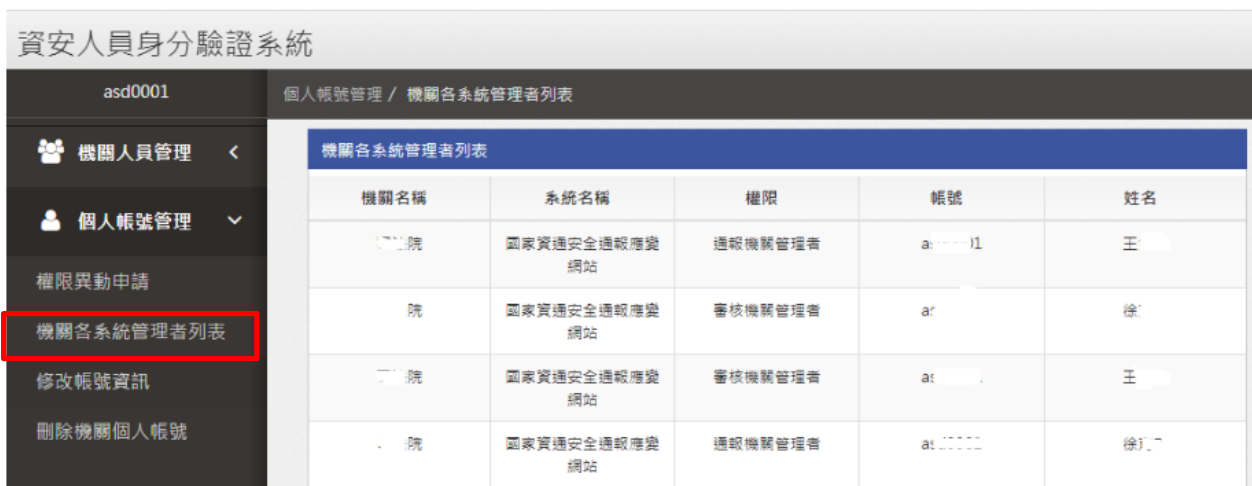 資安人員身分驗證系統
asd0001
個人帳號管理 / 機關各系統管理者列表
機關人員管理
個人帳號管理
權限異動申請
機關各系統管理者列表
修改帳號資訊
刪除機關個人帳號
機關各系統管理者列表
機關名稱 系統名稱 權限 帳號 姓名
院 國家資通安全通報應變 通報機關管理者 王
網站
院 國家資通安全通報應變 審核機關管理者 徐
網站
院 國家資通安全通報應變 審核機關管理者 王
網站
院 國家資通安全通報應變 通報機關管理者 徐
網站